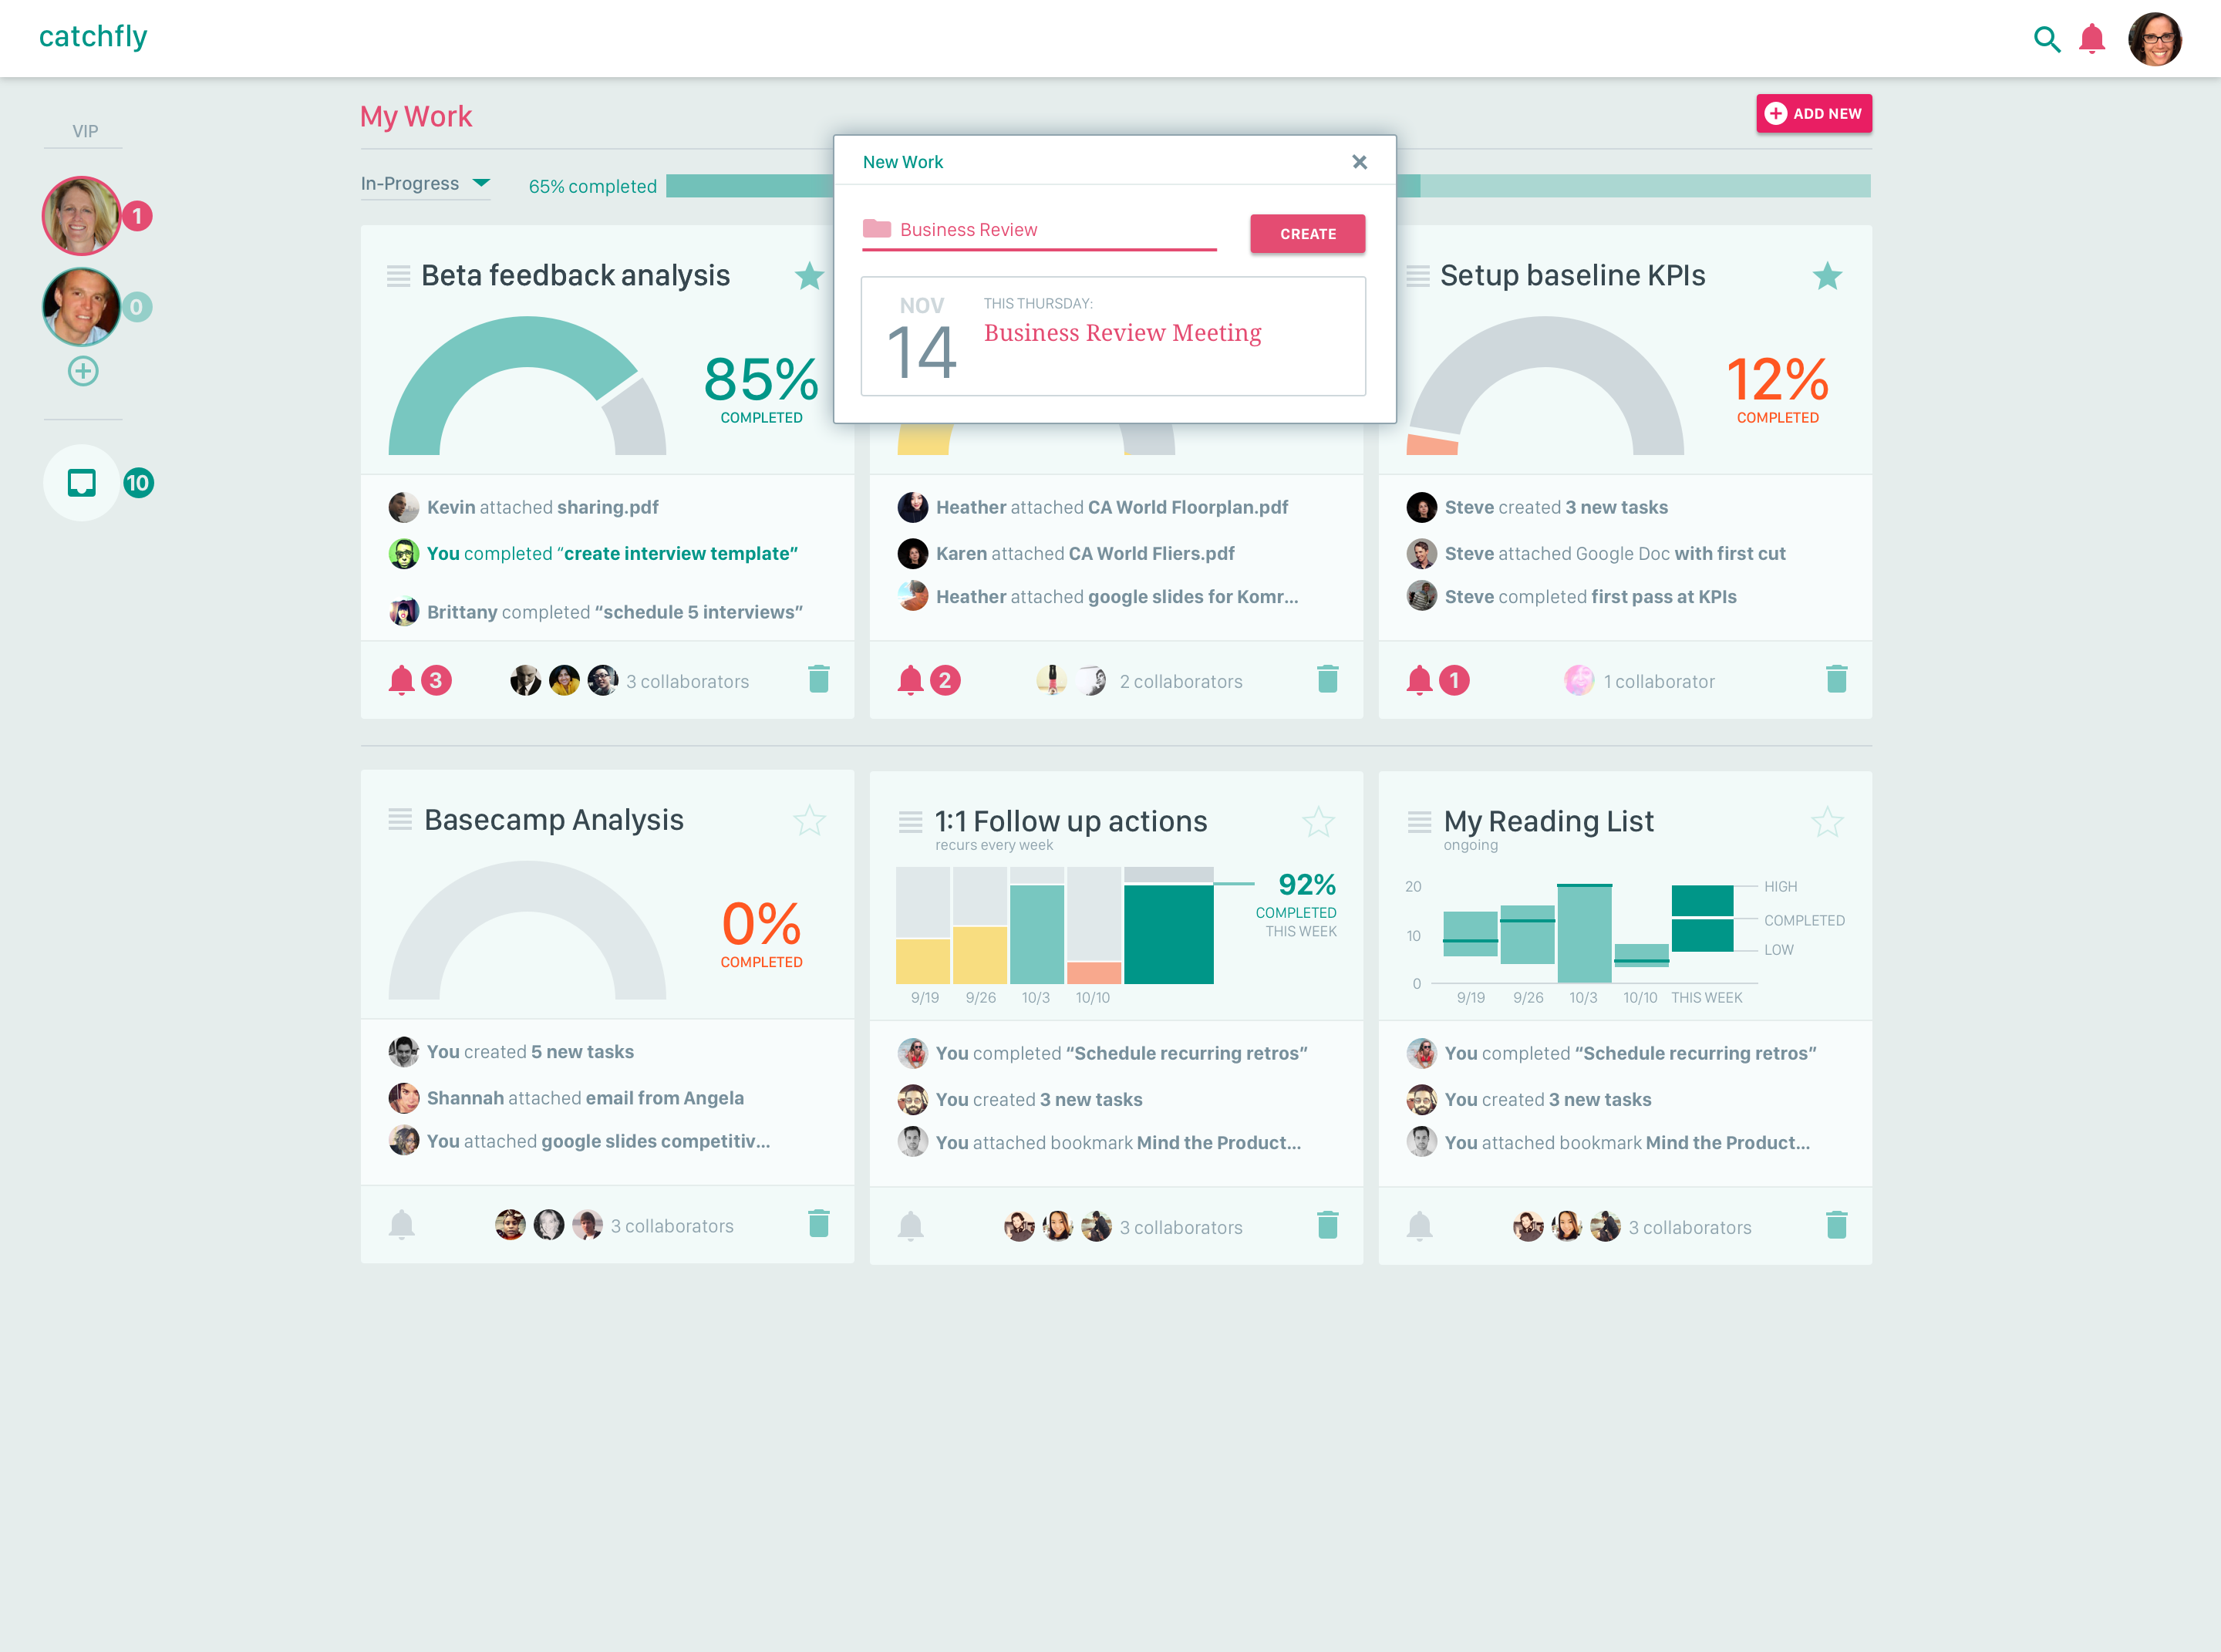 catchfly
VIP
1
0
10
My Work
ADD NEW
In-Progress
65% completed
New Work
Business Review
CREATE
NOV
14
THIS THURSDAY:
Business Review Meeting
Beta feedback analysis
85%
COMPLETED
Kevin attached sharing.pdf
You completed “create interview template”
Brittany completed “schedule 5 interviews”
3
3 collaborators
Heather attached CA World Floorplan.pdf
Karen attached CA World Fliers.pdf
Heather attached google slides for Komr...
2
2 collaborators
Setup baseline KPIs
12%
COMPLETED
Steve created 3 new tasks
Steve attached Google Doc with first cut
Steve completed first pass at KPIs
1
1 collaborator
Basecamp Analysis
0%
COMPLETED
You created 5 new tasks
Shannah attached email from Angela
You attached google slides competitiv...
3 collaborators
1:1 Follow up actions
recurs every week
92%
COMPLETED
THIS WEEK
9/19 9/26 10/3 10/10
You completed “Schedule recurring retros”
You created 3 new tasks
You attached bookmark Mind the Product...
3 collaborators
My Reading List
ongoing
20
10
0
HIGH
COMPLETED
LOW
9/19 9/26 10/3 10/10 THIS WEEK
You completed “Schedule recurring retros”
You created 3 new tasks
You attached bookmark Mind the Product...
3 collaborators